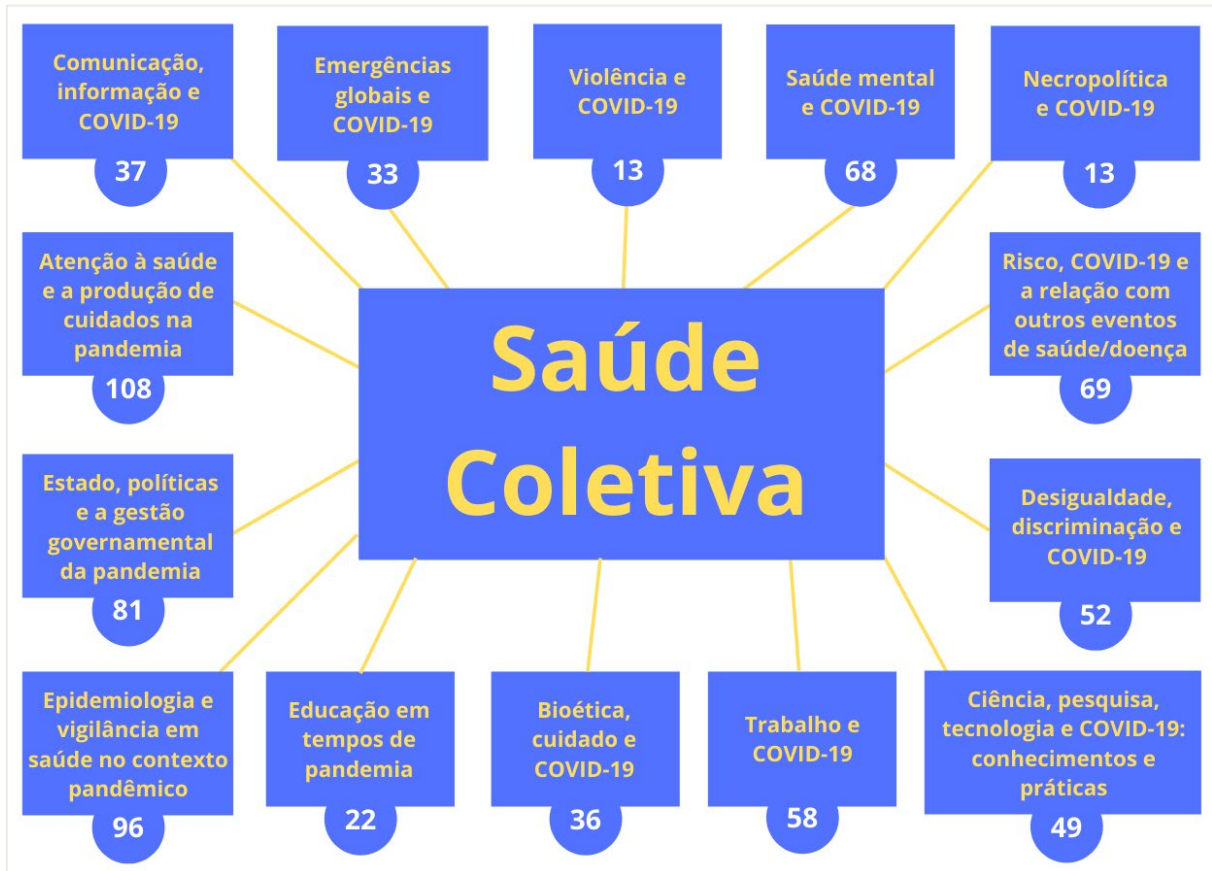 Comunicação,
informação e
COVID-19
37
Emergências
globais e
COVID-19
33
Violência e
COVID-19
13
Saúde mental
e COVID-19
68
Necropolítica
e COVID-19
13
Atenção à saúde
e a produção de
cuidados na
pandemia
108
Saúde
Coletiva
Risco, COVID-19 e
a relação com
outros eventos
de saúde/doença
69
Estado, políticas
e a gestão
governamental
da pandemia
81
Desigualdade,
discriminação e
COVID-19
52
Epidemiologia e
vigilância em
saúde no contexto
pandêmico
96
Educação em
tempos de
pandemia
22
Bioética,
cuidado e
COVID-19
36
Trabalho e
COVID-19
58
Ciência, pesquisa,
tecnologia e COVID-19:
conhecimentos e
práticas
49